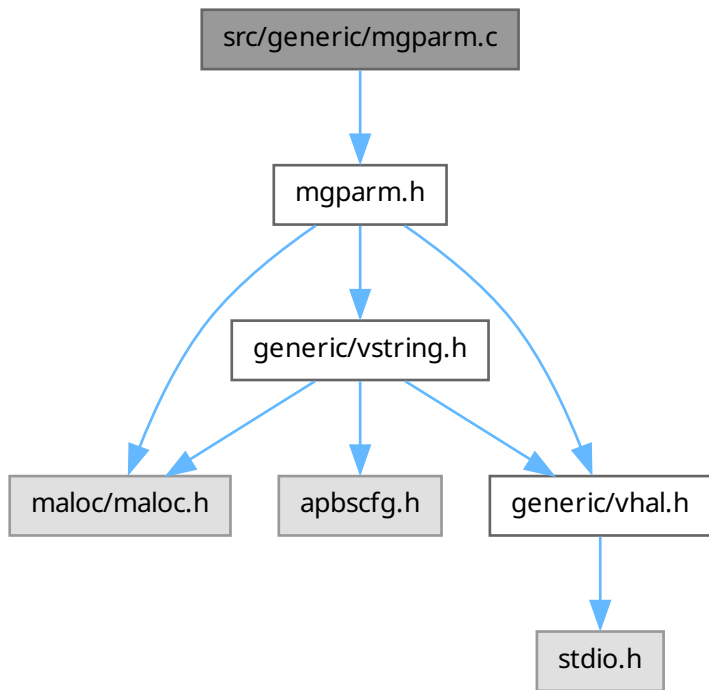 src/generic/mgparm.c
mgparm.h
generic/vstring.h
maloc/maloc.h
apbscfg.h
generic/vhal.h
stdio.h